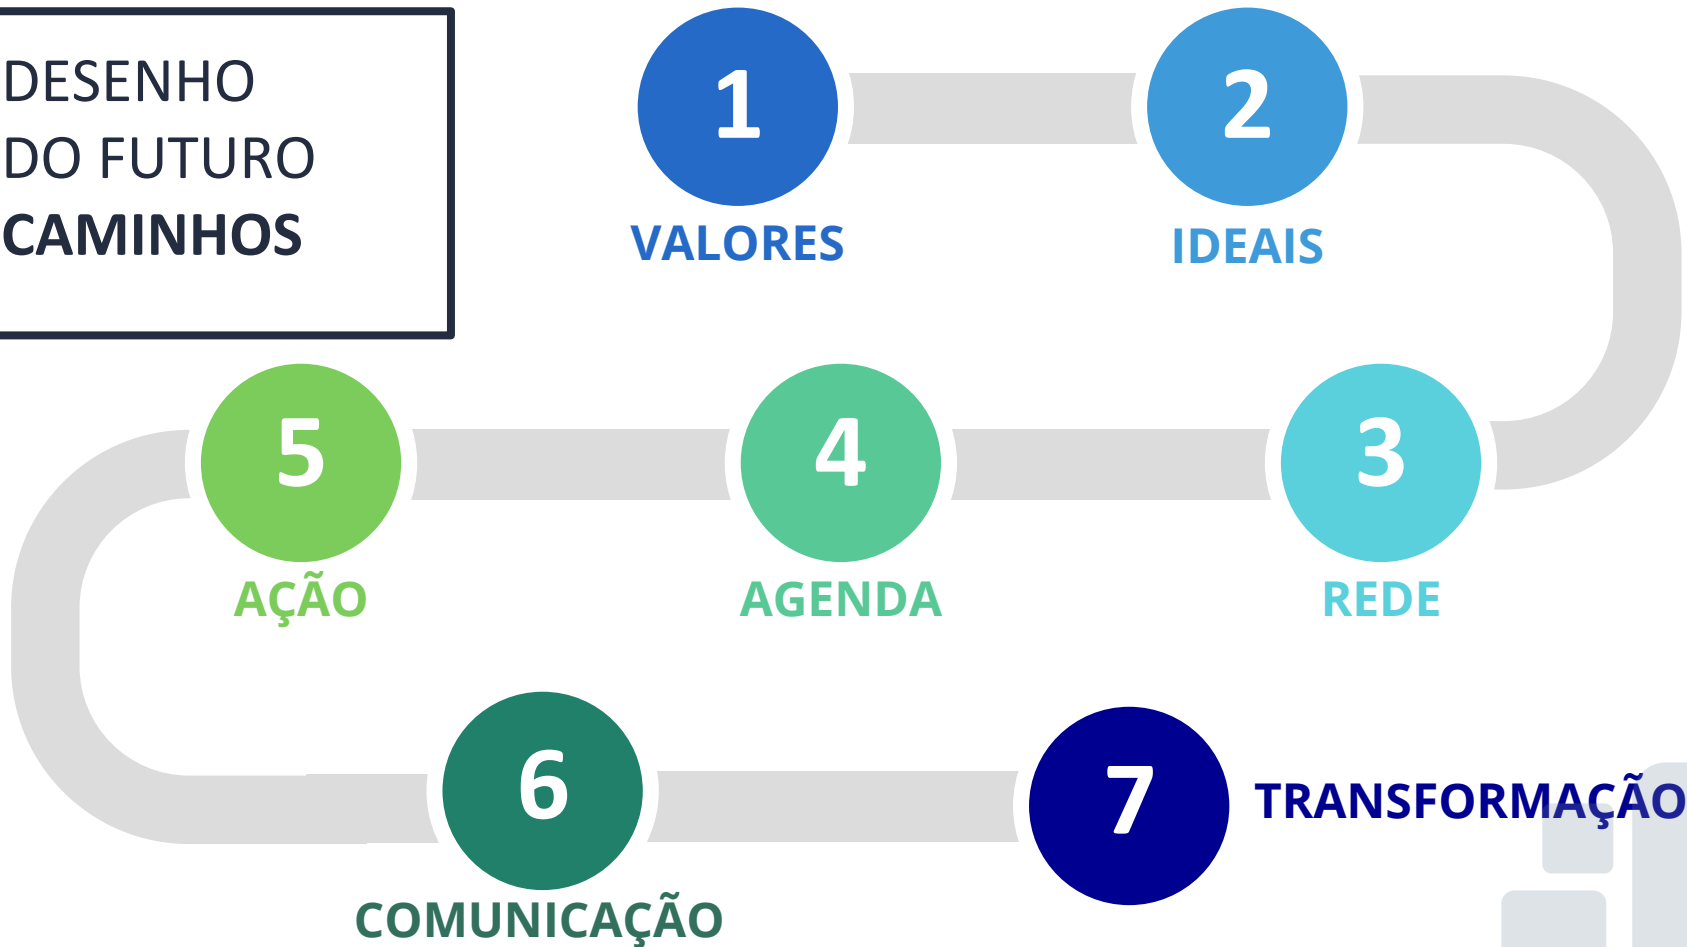 DESENHO
DO FUTURO
CAMINHOS
1
VALORES
2
IDEAIS
3
REDE
4
AGENDA
5
AÇÃO
6
COMUNICAÇÃO
7
TRANSFORMAÇÃO